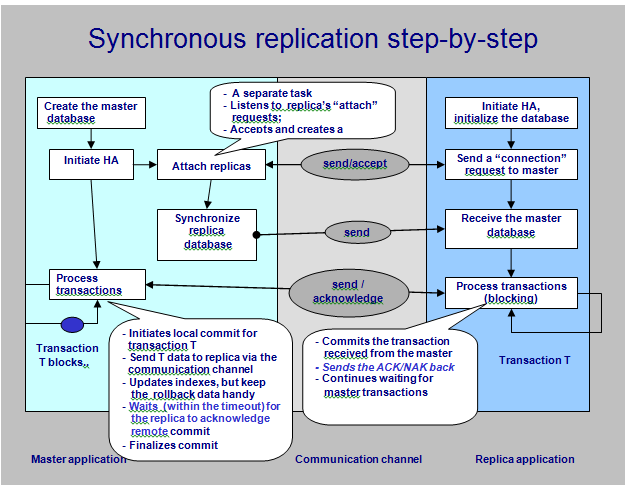 Synchronous replication step-by-step
Create the master
database
Initiate HA
Attach replicas
- A separate task
- Listens to replica's "attach"
requests;
- Accepts and creates a
Synchronize
replica
database
Process
transactions
Transaction
T blocks,,
- Initiates local commit for
transaction T
- Send T data to replica via the
communication channel
- Updates indexes, but keep
the rollback data handy
- Waits (within the timeout) for
the replica to acknowledge
remote commit
- Finalizes commit
Master application
send/accept
send
send /
acknowledge
Communication channel
Initiate HA,
initialize the database
Send a "connection"
request to master
Receive the master
database
Process transactions
(blocking)
- Commits the transaction
received from the master
- Sends the ACK/NAK back
- Continues waiting for
master transactions
Transaction T
Replica application